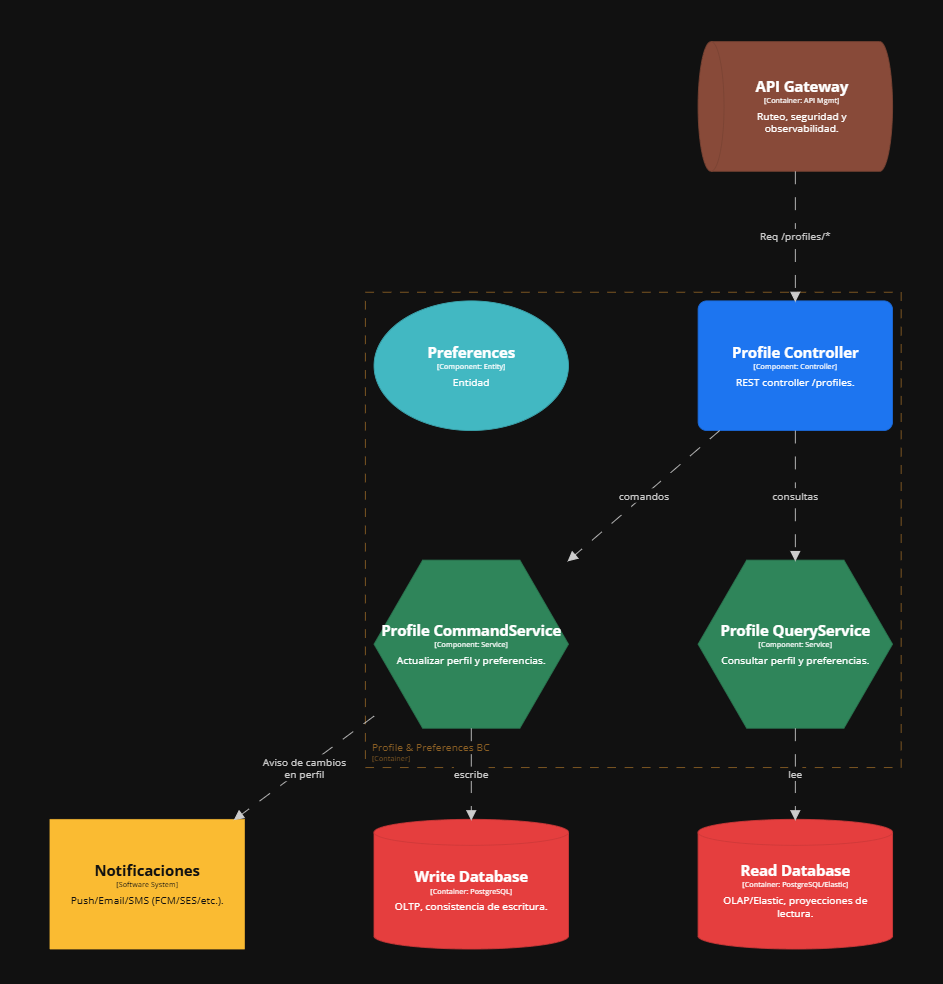 API Gateway
[Container: API Mgmt]
Ruteo, seguridad y
observabilidad.
Req /profiles/*
Preferences
[Component: Entity]
Entidad
Profile Controller
[Component: Controller]
REST controller /profiles.
comandos
consultas
Profile CommandService
[Component: Service]
Actualizar perfil y preferencias.
Profile QueryService
[Component: Service]
Consultar perfil y preferencias.
Profile & Preferences BC
[Container]
Aviso de cambios
en perfil
escribe
lee
Notificaciones
[Software System]
Push/Email/SMS (FCM/SES/etc.).
Write Database
[Container: PostgreSQL]
OLTP, consistencia de escritura.
Read Database
[Container: PostgreSQL/Elastic]
OLAP/Elastic, proyecciones de
lectura.